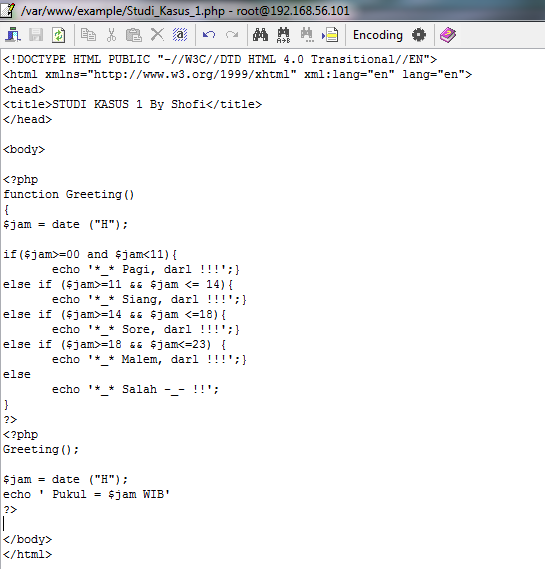 /var/www/example/Studi_Kasus_1.php - root@192.168.56.101
Encoding
<!DOCTYPE HTML PUBLIC "-//W3C//DTD HTML 4.0 Transitional//EN">
<html xmlns="http://www.w3.org/1999/xhtml" xml:lang="en" lang="en">
<head>
<title>STUDI KASUS 1 By Shofi</title>
</head>
<body>
<?php
function Greeting()
{
$jam = date ("H");
if($jam>=00 and $jam<11){
echo '*_* Pagi, darl !!!';}
else if ($jam>=11 && $jam <= 14){
echo '*_* Siang, darl !!!';}
else if ($jam>=14 && $jam <=18){
echo '*_* Sore, darl !!!';}
else if ($jam>=18 && $jam<=23) {
echo '*_* Malem, darl !!!';}
else
echo '*_* Salah -_- !!';
}
?>
<?php
Greeting();
$jam = date ("H");
echo ' Pukul = $jam WIB'
?>
</body>
</html>